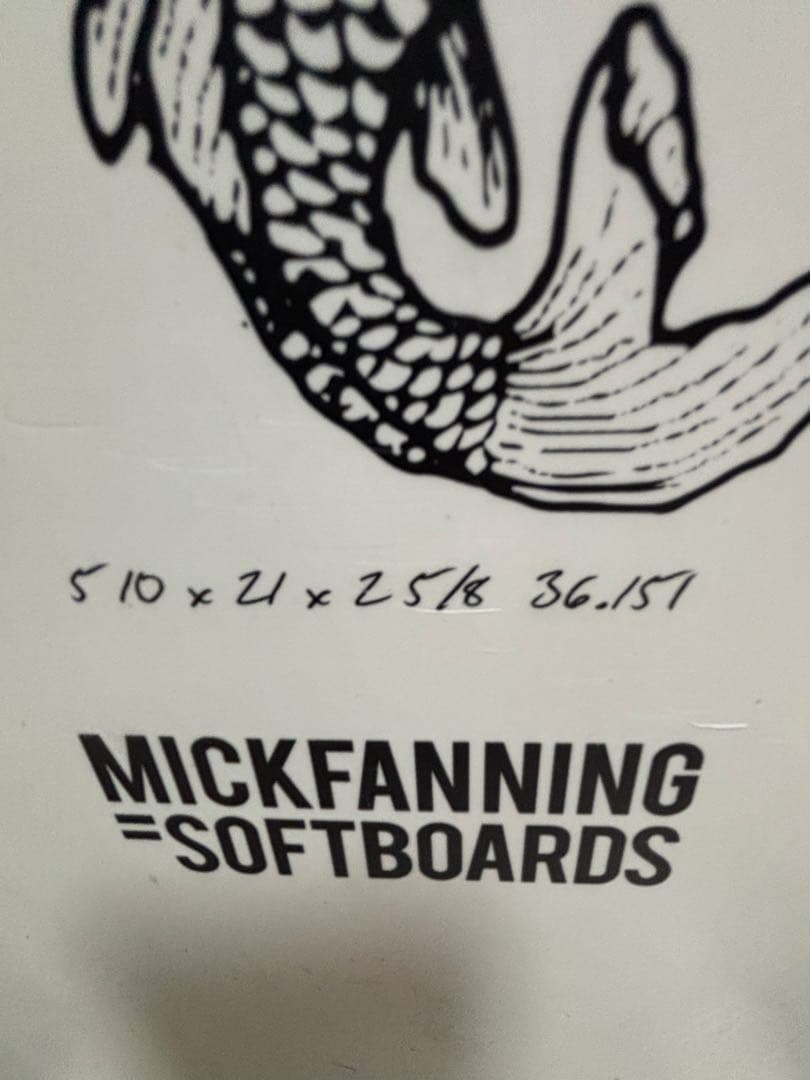 5 10 x 21 x 2 5/8 36.15l
MICKFANNING
=SOFTBOARDS